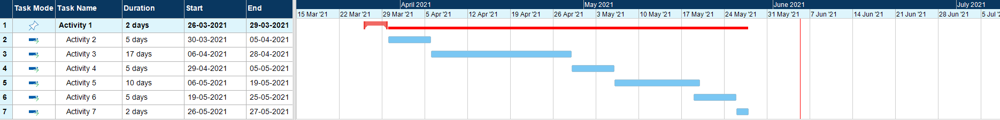 April 2021 May 2021 June 2021 July 2021
Task Mode Task Name Duration Start End
15 Mar '21 22 Mar '21 29 Mar '21 5 Apr '21 12 Apr '21 19 Apr '21 26 Apr '21 3 May '21 10 May '21 17 May '21 24 May '21 31 May '21 7 Jun '21 14 Jun '21 21 Jun '21 28 Jun '21 5 Jul '2
1 Activity 1 2 days 26-03-2021 29-03-2021
2 Activity 2 5 days 30-03-2021 05-04-2021
3 Activity 3 17 days 06-04-2021 28-04-2021
4 Activity 4 5 days 29-04-2021 05-05-2021
5 Activity 5 10 days 06-05-2021 19-05-2021
6 Activity 6 5 days 19-05-2021 25-05-2021
7 Activity 7 2 days 26-05-2021 27-05-2021